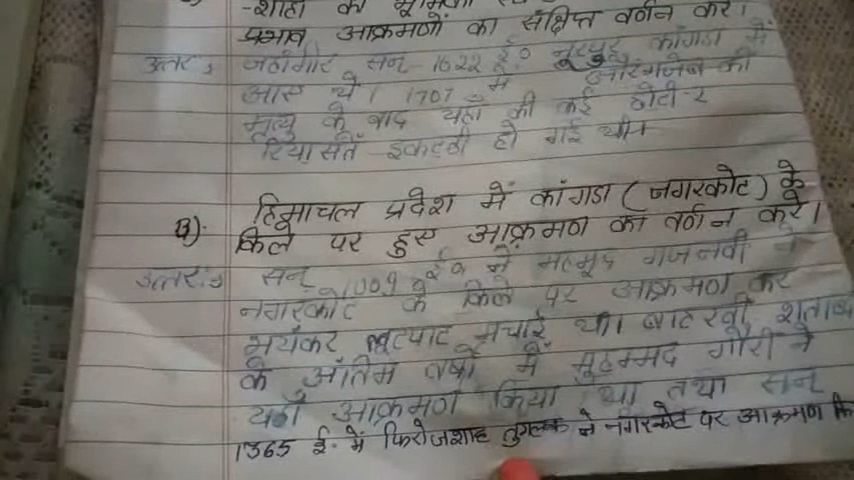 -शाहा की भूमिका
प्रभाव आक्रमणों का संक्षिप्त वर्णन करे।
उत्तर: जहांगीर सन् 1622 ई० नूरपुर कांगडा में
आए थे। 1707 में औरंगजेब की
मृत्यु के बाद यहाँ की कई छोटी-2
रियासतें इकटठी हो गई थी।
B). हिमाचल प्रदेश में कांगडा (नगरकोट) के
किले पर हुए आक्रमण का वर्णन करे।
उत्तर: सन् 1009 ई० ने महमूद गजनवी ने
नगरकोट के किले पर आक्रमण कर
भयंकर लूटपाट मचाई था। बारहवी शताब्द
के अंतिम वर्षो में मुहम्मद गौरी ने
यहाँ आक्रमण किया था तथा सन्
1365 ई. में फिरोजशाह तुगलक ने नगरकोट पर आक्रमण कि